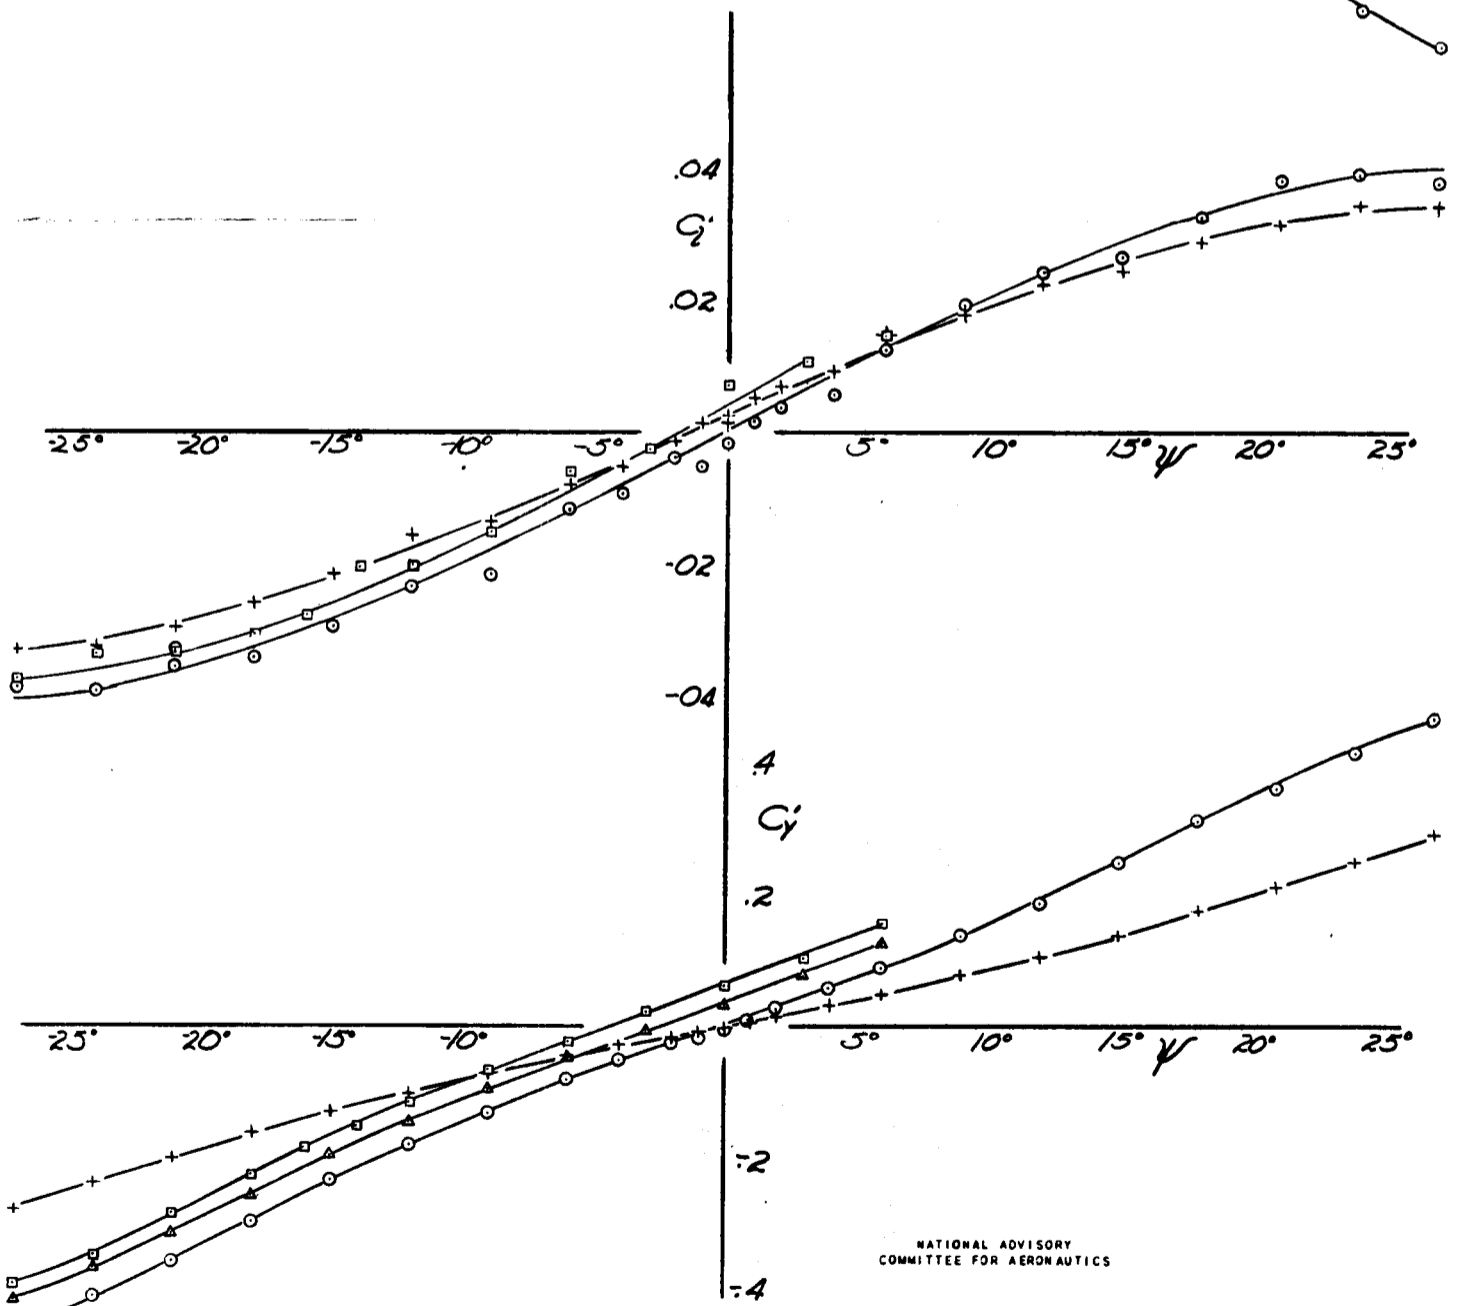 .04
C'l
.02
25° -20° -15° -10° -5° 5° 10° 15° ψ 20° 25°
-02
-04
.4
C'Y
.2
25° 20° -15° -10° 5° 10° 15° ψ 20° 25°
-.2
-.4
NATIONAL ADVISORY
COMMITTEE FOR AERONAUTICS